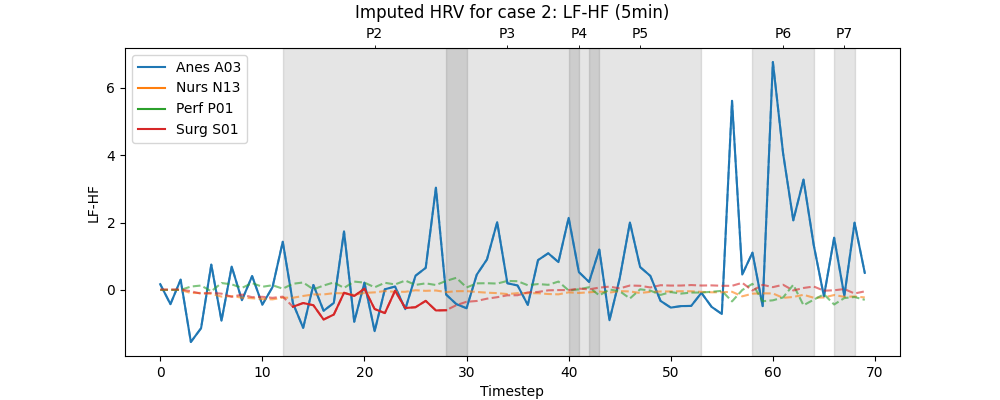 Imputed HRV for case 2: LF-HF (5min)
P2 P3 P4 P5 P6 P7
Anes A03
Nurs N13
Perf P01
Surg S01
6
4
2
0
LF-HF
0 10 20 30 40 50 60 70
Timestep